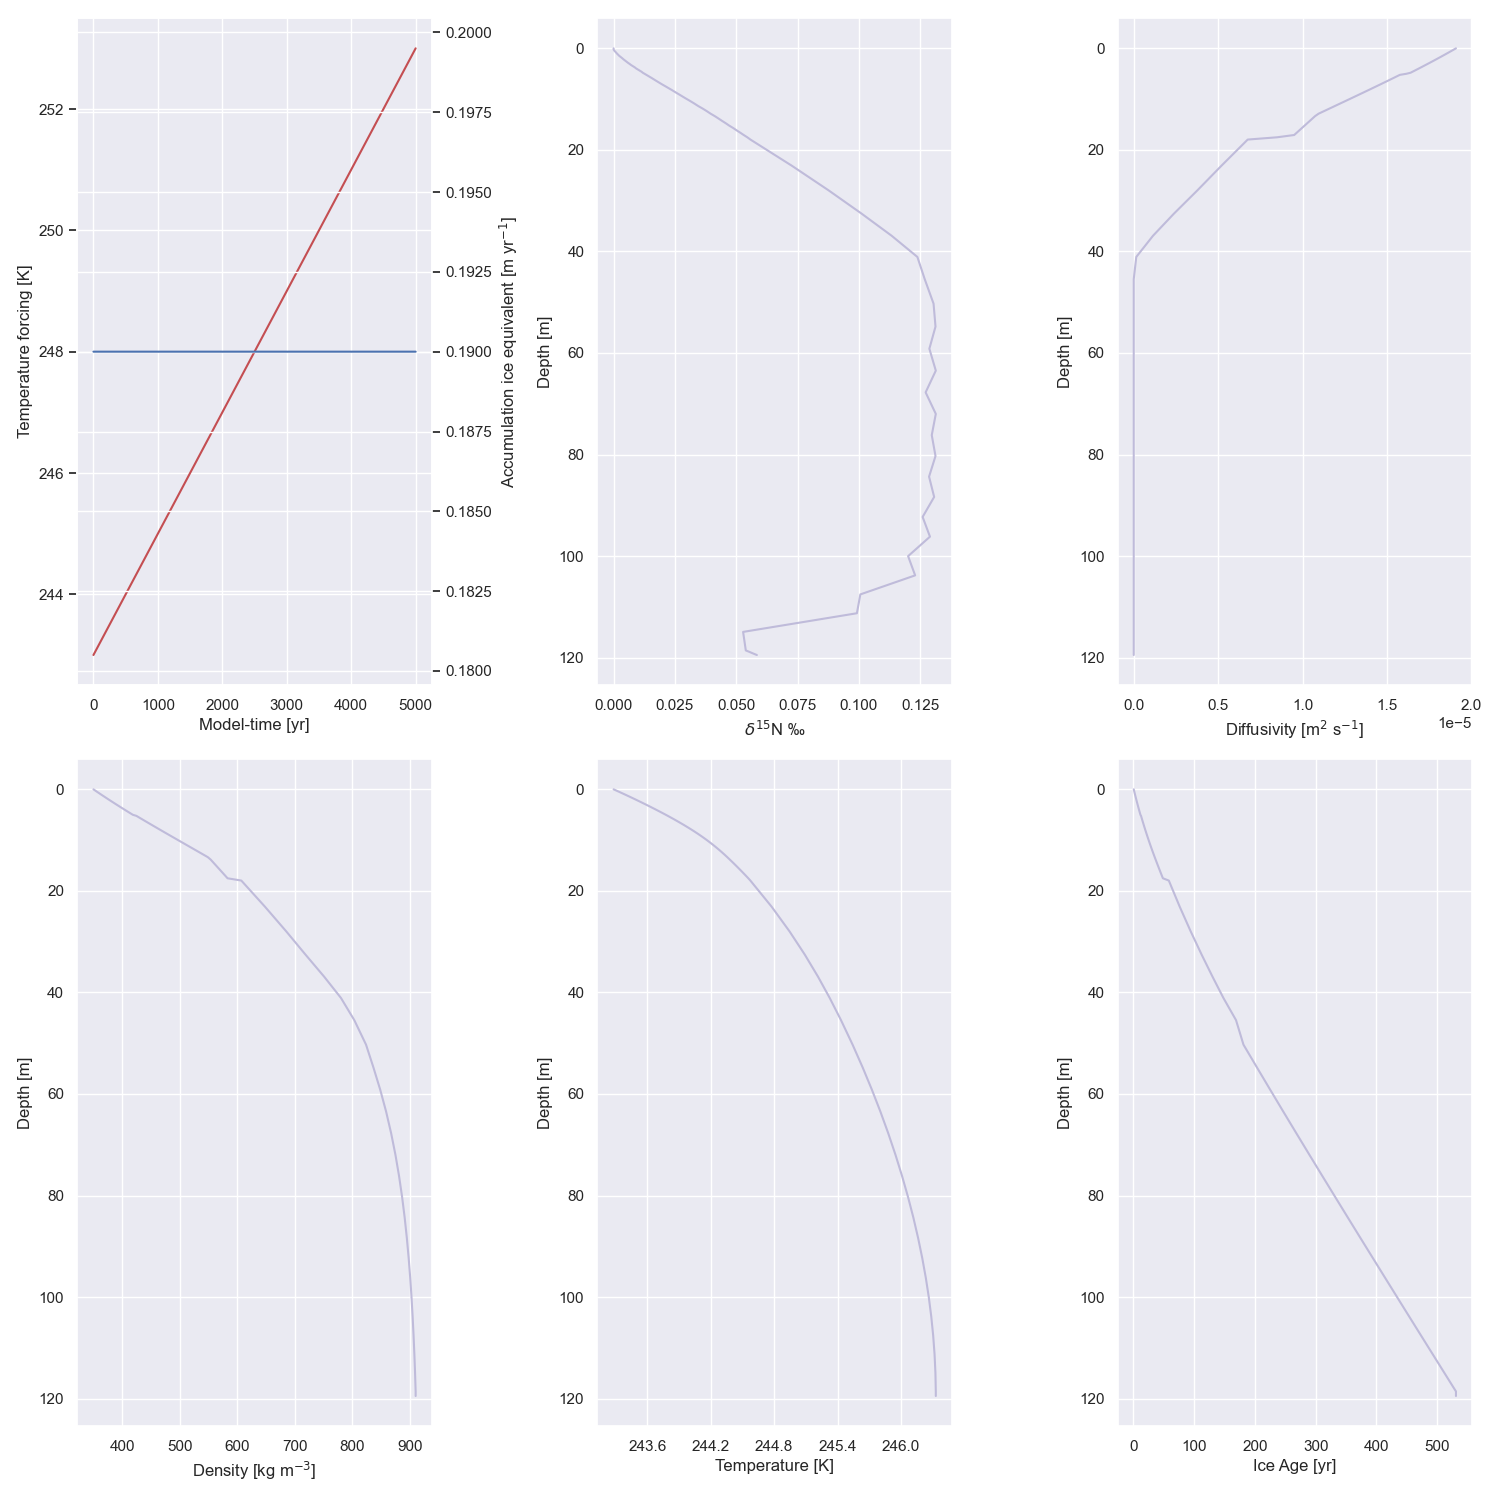 Temperature forcing [K]
252
250
248
246
244
0.2000
0.1975
0.1950
0.1925
0.1900
0.1875
0.1850
0.1825
0.1800
Accumulation ice equivalent [m yr⁻¹]
0 1000 2000 3000 4000 5000
Model-time [yr]
Depth [m]
0
20
40
60
80
100
120
0.000 0.025 0.050 0.075 0.100 0.125
δ¹⁵N ‰
Depth [m]
0
20
40
60
80
100
120
0.0 0.5 1.0 1.5 2.0
1e−5
Diffusivity [m² s⁻¹]
Depth [m]
0
20
40
60
80
100
120
400 500 600 700 800 900
Density [kg m⁻³]
Depth [m]
0
20
40
60
80
100
120
243.6 244.2 244.8 245.4 246.0
Temperature [K]
Depth [m]
0
20
40
60
80
100
120
0 100 200 300 400 500
Ice Age [yr]